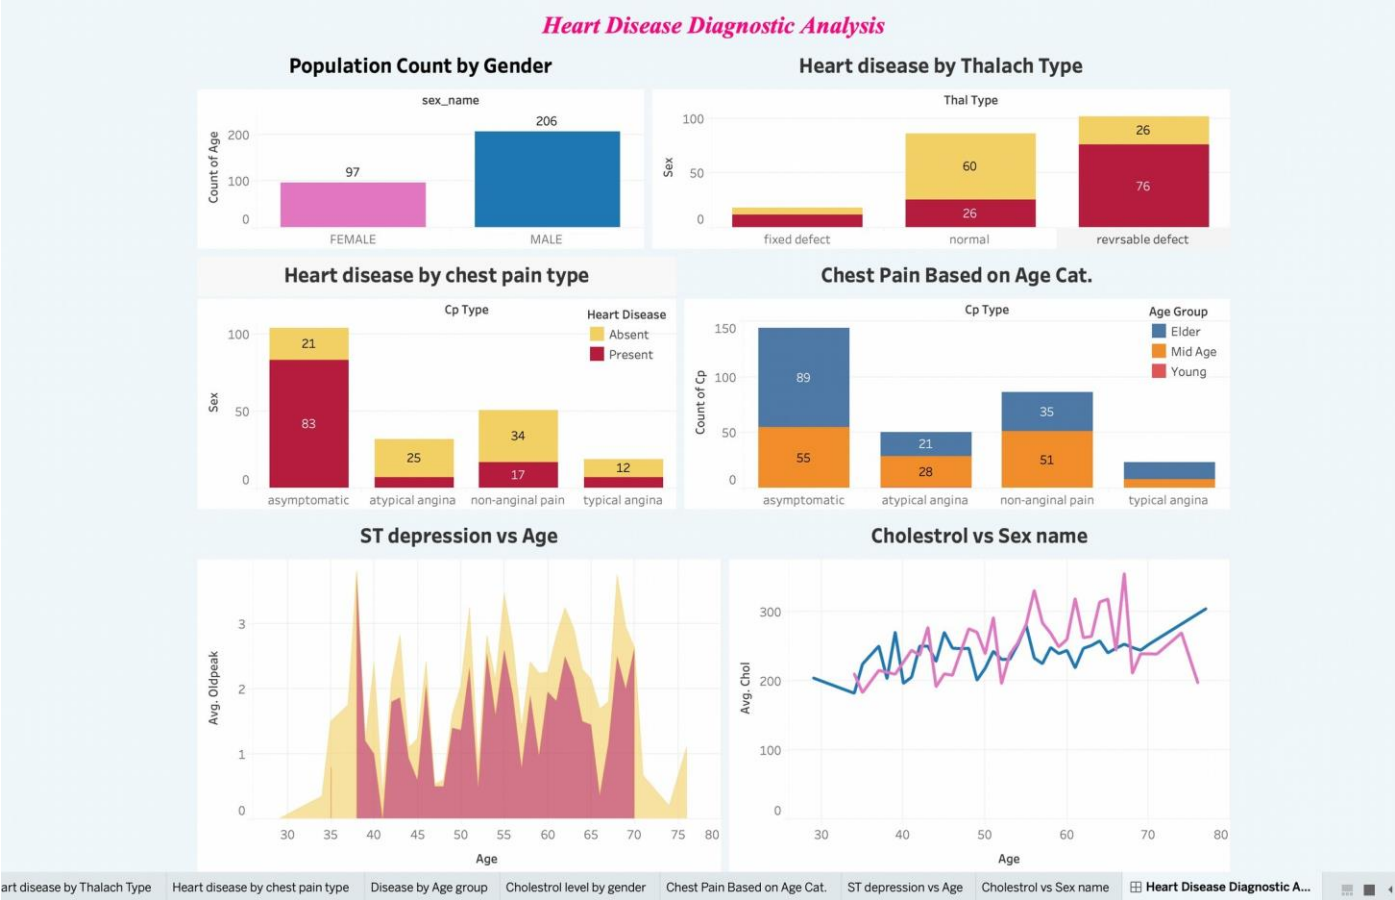 Heart Disease Diagnostic Analysis
Population Count by Gender
sex_name
Count of Age
200
100
0
97
206
FEMALE
MALE
Heart disease by Thalach Type
Thal Type
Sex
100
50
0
60
26
26
76
fixed defect
normal
revrsable defect
Heart disease by chest pain type
Cp Type
Sex
100
50
0
21
83
25
34
17
12
asymptomatic
atypical angina
non-anginal pain
typical angina
Heart Disease
Absent
Present
Chest Pain Based on Age Cat.
Cp Type
Count of Cp
150
100
50
0
89
55
21
28
35
51
asymptomatic
atypical angina
non-anginal pain
typical angina
Age Group
Elder
Mid Age
Young
ST depression vs Age
Avg. Oldpeak
3
2
1
0
30 35 40 45 50 55 60 65 70 75 80
Age
Cholestrol vs Sex name
Avg. Chol
300
200
100
0
30 40 50 60 70 80
Age
art disease by Thalach Type
Heart disease by chest pain type
Disease by Age group
Cholestrol level by gender
Chest Pain Based on Age Cat.
ST depression vs Age
Cholestrol vs Sex name
Heart Disease Diagnostic A...